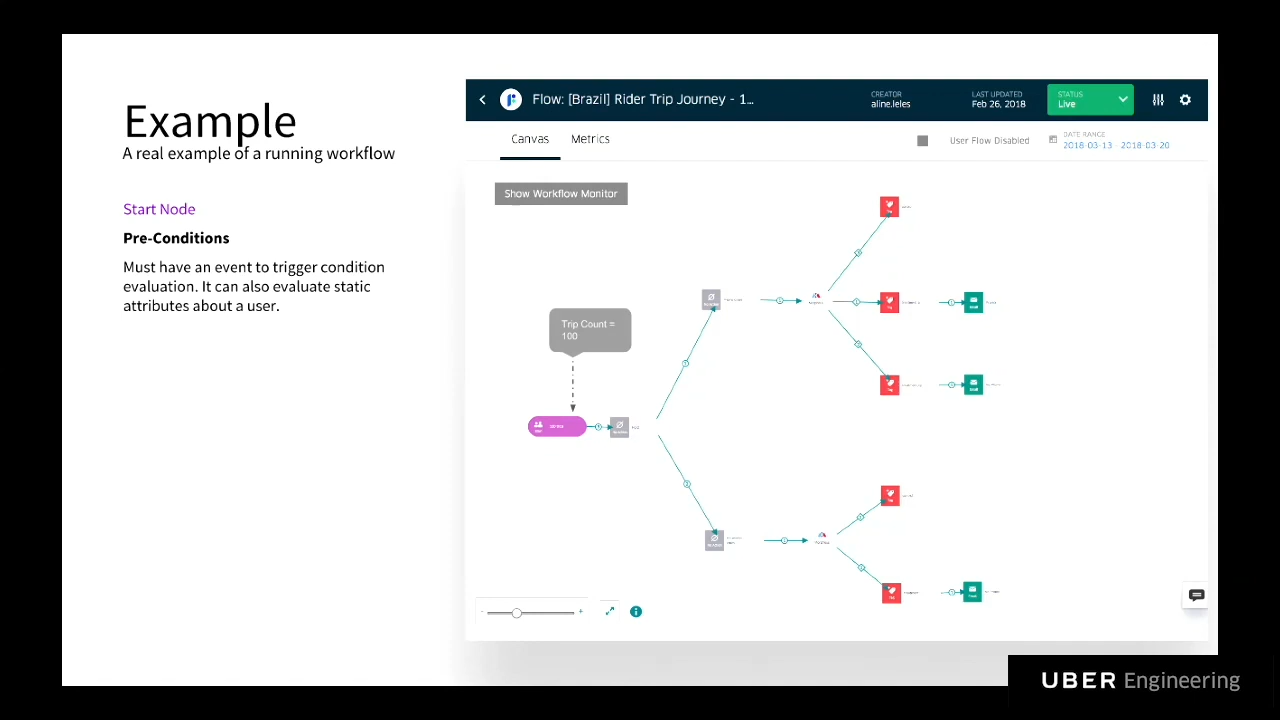 Example
A real example of a running workflow
Start Node
Pre-Conditions
Must have an event to trigger condition
evaluation. It can also evaluate static
attributes about a user.
Flow: [Brazil] Rider Trip Journey - 1...
CREATOR
aline.leles
LAST UPDATED
Feb 26, 2018
STATUS
Live
Canvas
Metrics
User Flow Disabled
DATE RANGE
2018-03-13 - 2018-03-20
Show Workflow Monitor
Trip Count =
100
UBER Engineering